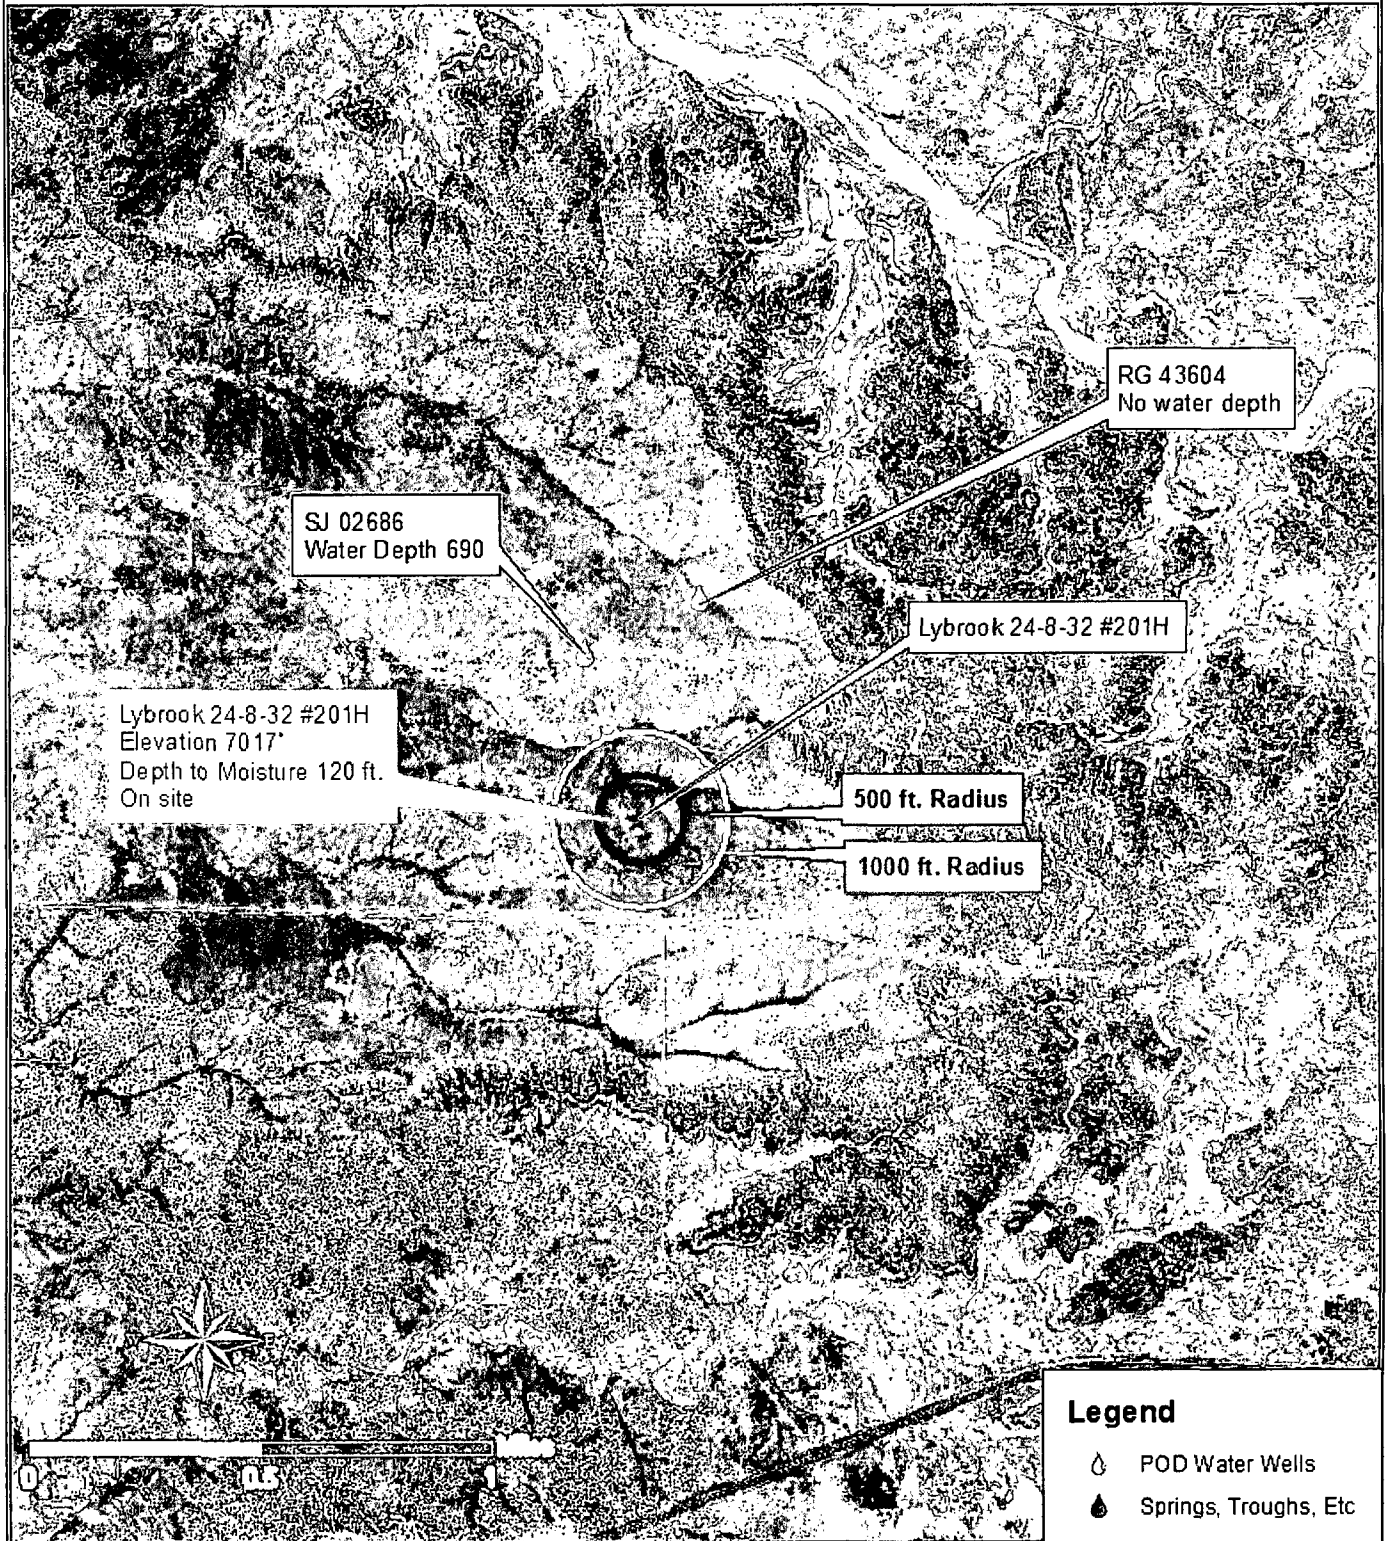 RG 43604
No water depth
SJ 02686
Water Depth 690
Lybrook 24-8-32 #201H
Lybrook 24-8-32 #201H
Elevation 7017'
Depth to Moisture 120 ft.
On site
500 ft. Radius
1000 ft. Radius
E
0 0.5 1
Legend
POD Water Wells
Springs, Troughs, Etc